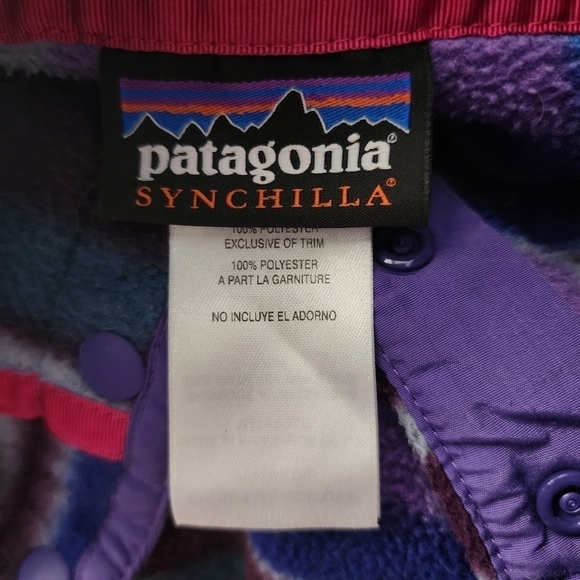 patagonia®
SYNCHILLA®
100% POLYESTER
EXCLUSIVE OF TRIM
100% POLYESTER
A PART LA GARNITURE
NO INCLUYE EL ADORNO